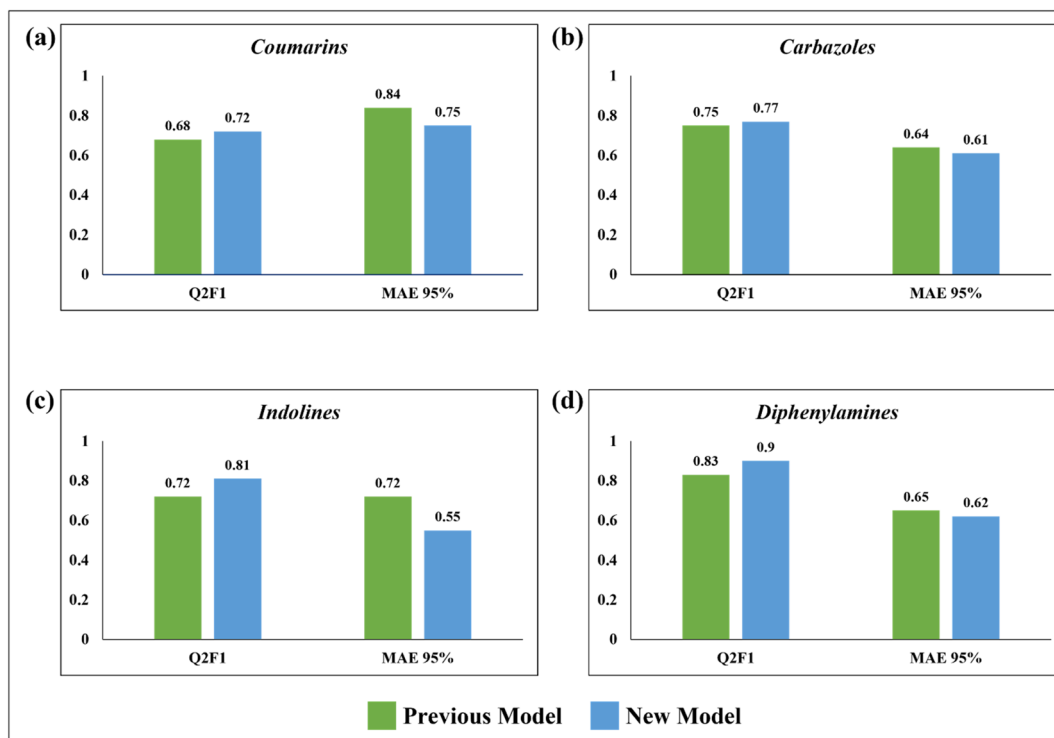 (a)
Coumarins
1
0.8
0.6
0.4
0.2
0
0.68
0.72
0.84
0.75
Q2F1
MAE 95%
(b)
Carbazoles
1
0.8
0.6
0.4
0.2
0
0.75
0.77
0.64
0.61
Q2F1
MAE 95%
(c)
Indolines
1
0.8
0.6
0.4
0.2
0
0.72
0.81
0.72
0.55
Q2F1
MAE 95%
(d)
Diphenylamines
1
0.8
0.6
0.4
0.2
0
0.83
0.9
0.65
0.62
Q2F1
MAE 95%
Previous Model
New Model